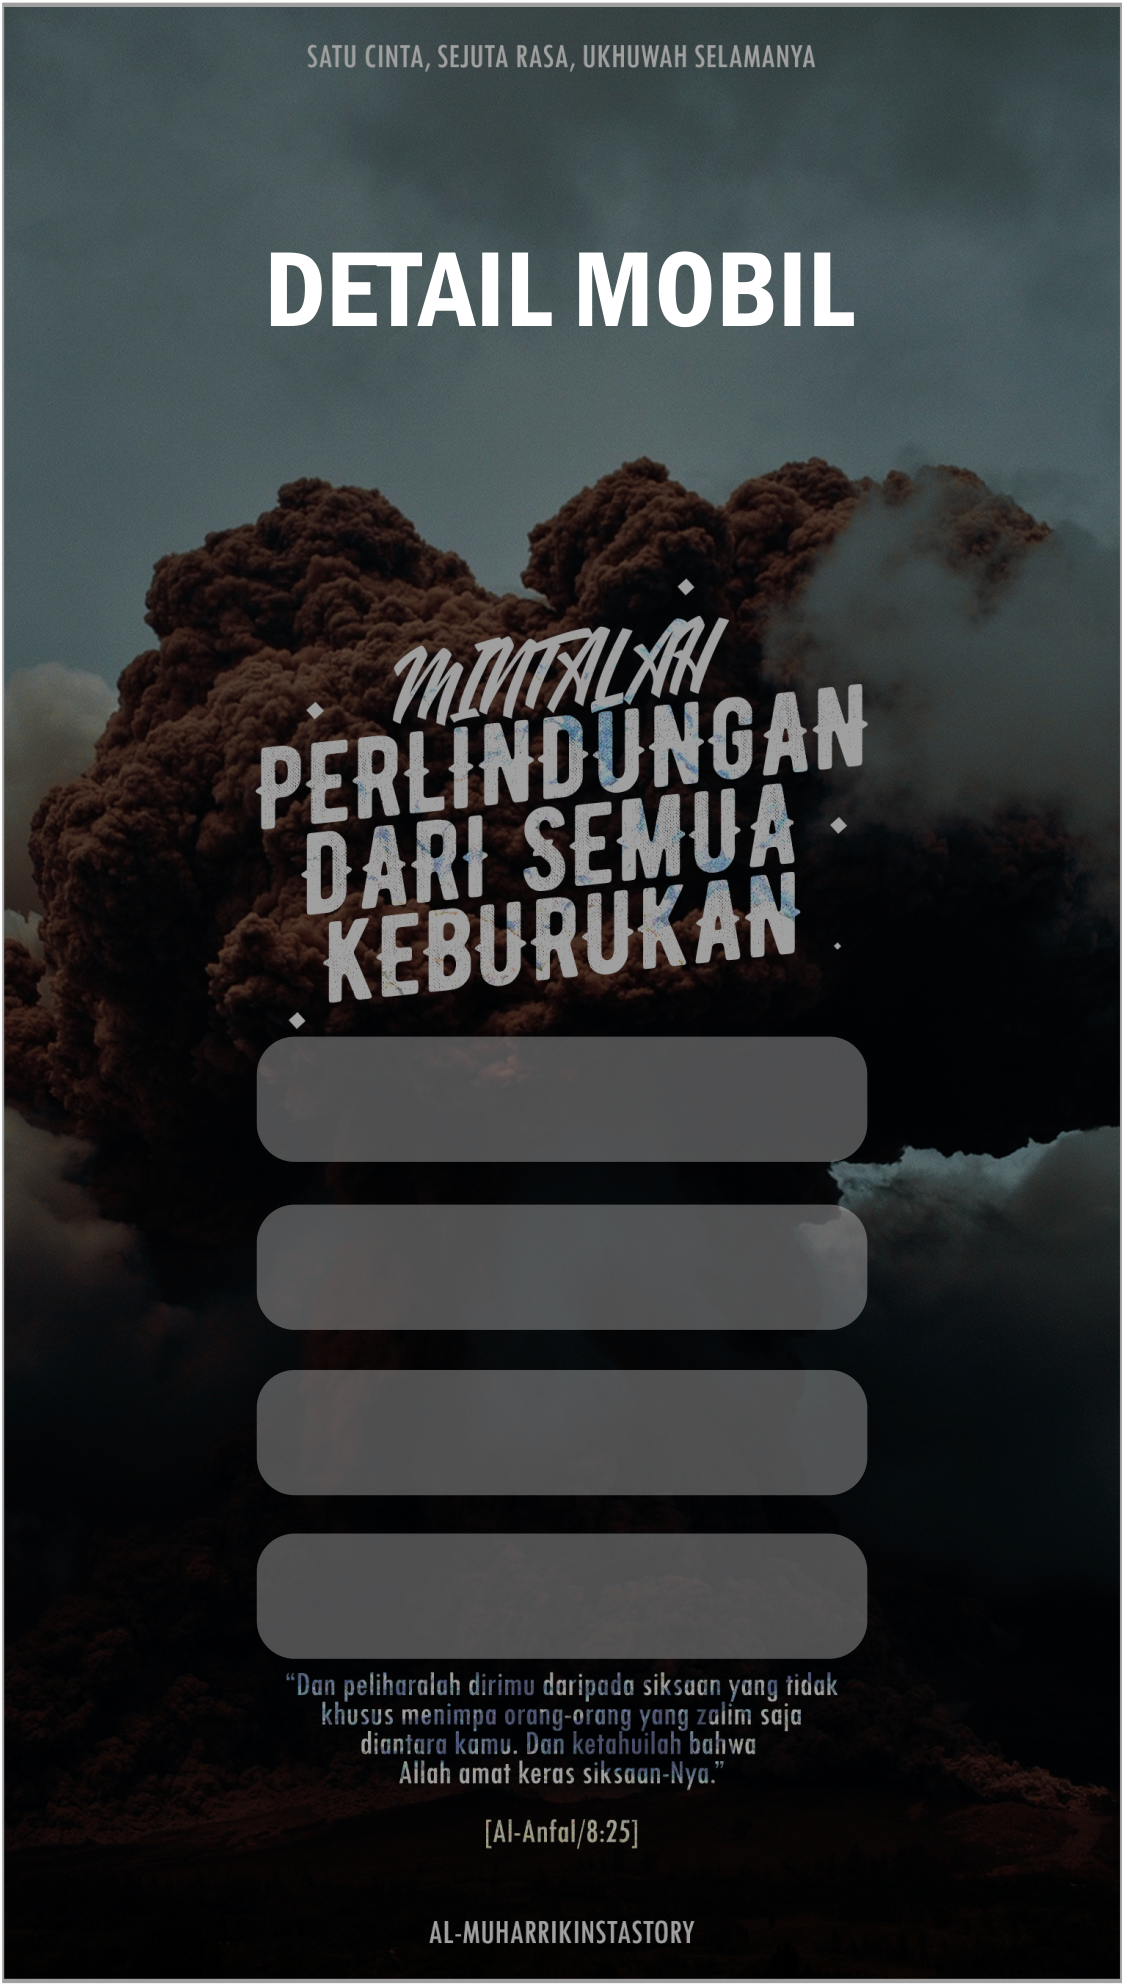 SATU CINTA, SEJUTA RASA, UKHUWAH SELAMANYA
DETAIL MOBIL
MINTALAH
PERLINDUNGAN
DARI SEMUA
KEBURUKAN
“Dan peliharalah dirimu daripada siksaan yang tidak
khusus menimpa orang-orang yang zalim saja
diantara kamu. Dan ketahuilah bahwa
Allah amat keras siksaan-Nya.”
[Al-Anfal/8:25]
AL-MUHARRIKINSTASTORY